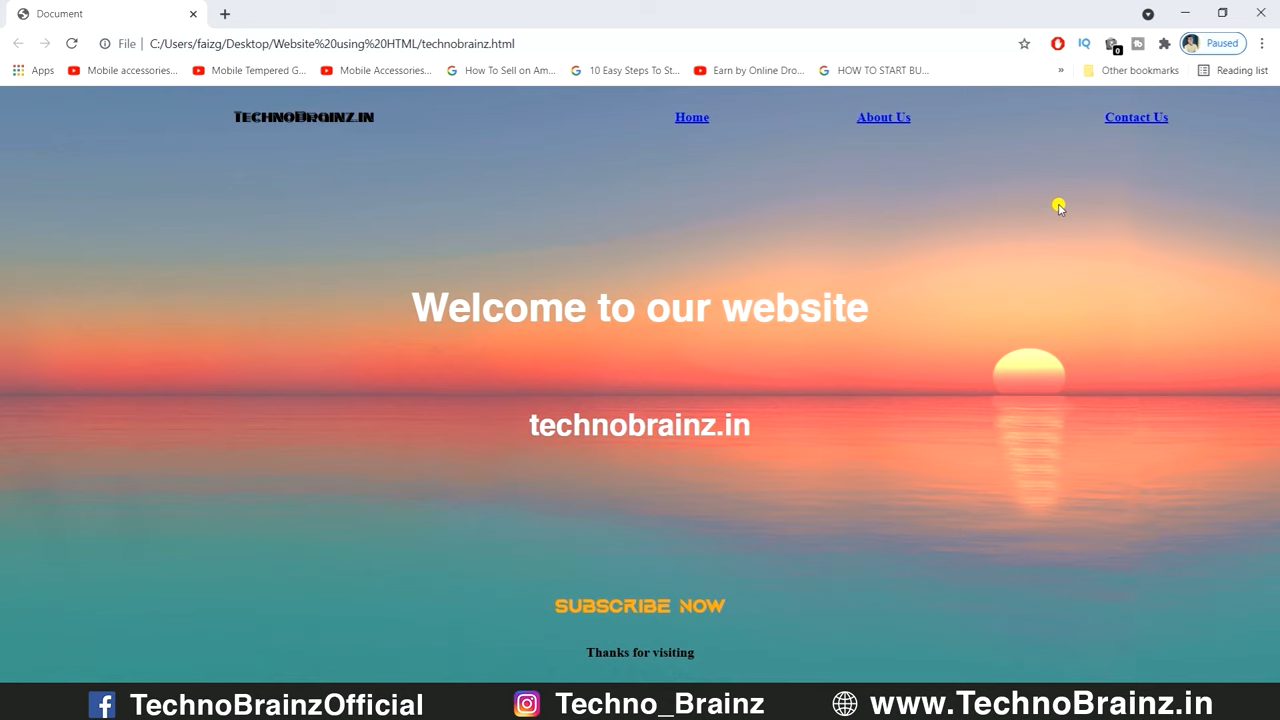 Document
File C:/Users/faizg/Desktop/Website%20using%20HTML/technobrainz.html
IQ 0 Paused
Apps Mobile accessories... Mobile Tempered G... Mobile Accessories... How To Sell on Am... 10 Easy Steps To St... Earn by Online Dro... HOW TO START BU... » Other bookmarks Reading list
TECHNOBRAINZ.IN Home About Us Contact Us
Welcome to our website
technobrainz.in
SUBSCRIBE NOW
Thanks for visiting
TechnoBrainzOfficial Techno_Brainz www.TechnoBrainz.in